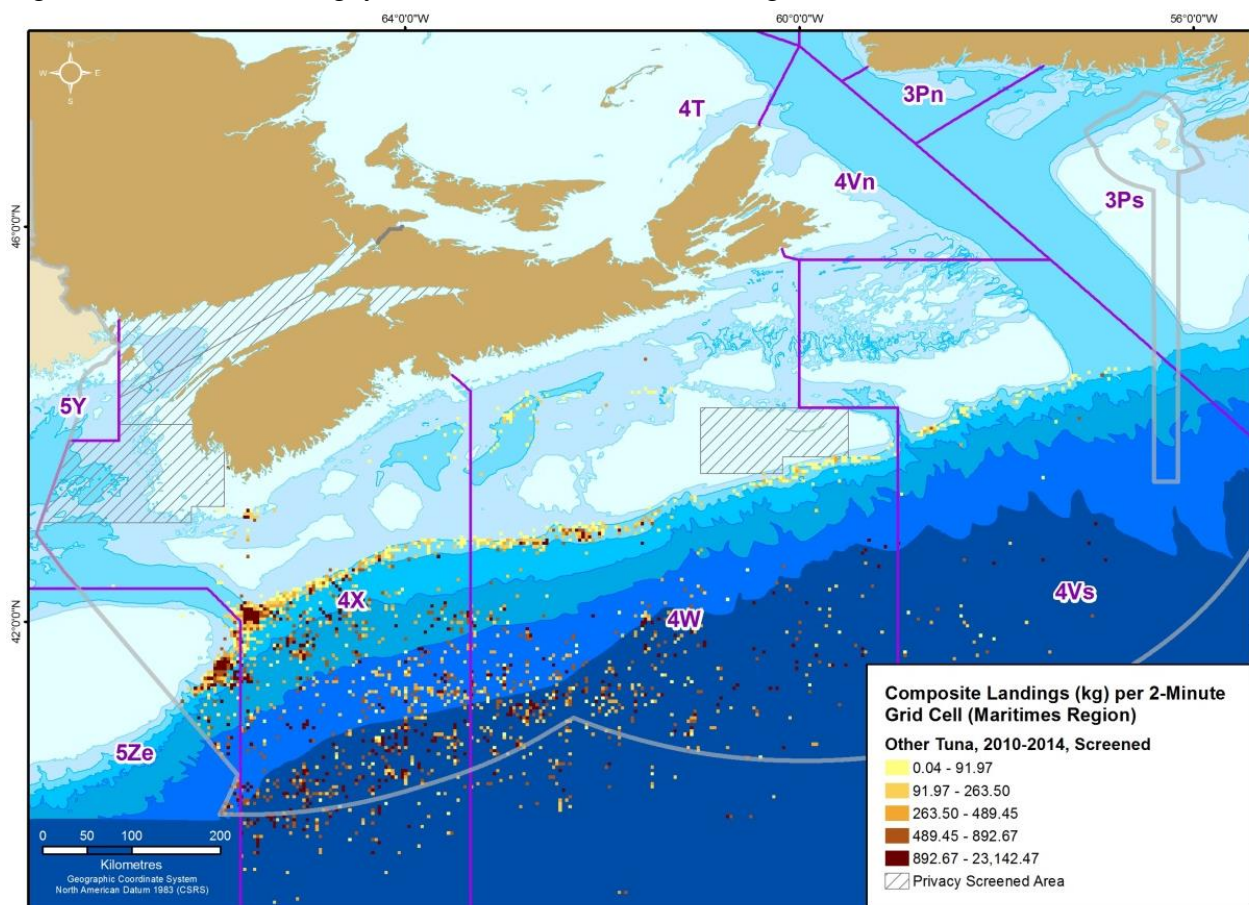 64°0'0"W
60°0'0"W
56°0'0"W
N
W
E
S
46°0'0"N
42°0'0"N
4T
3Pn
4Vn
3Ps
5Y
4X
4W
4Vs
5Ze
0 50 100 200
Kilometres
Geographic Coordinate System
North American Datum 1983 (CSRS)
Composite Landings (kg) per 2-Minute
Grid Cell (Maritimes Region)
Other Tuna, 2010-2014, Screened
0.04 - 91.97
91.97 - 263.50
263.50 - 489.45
489.45 - 892.67
892.67 - 23,142.47
Privacy Screened Area